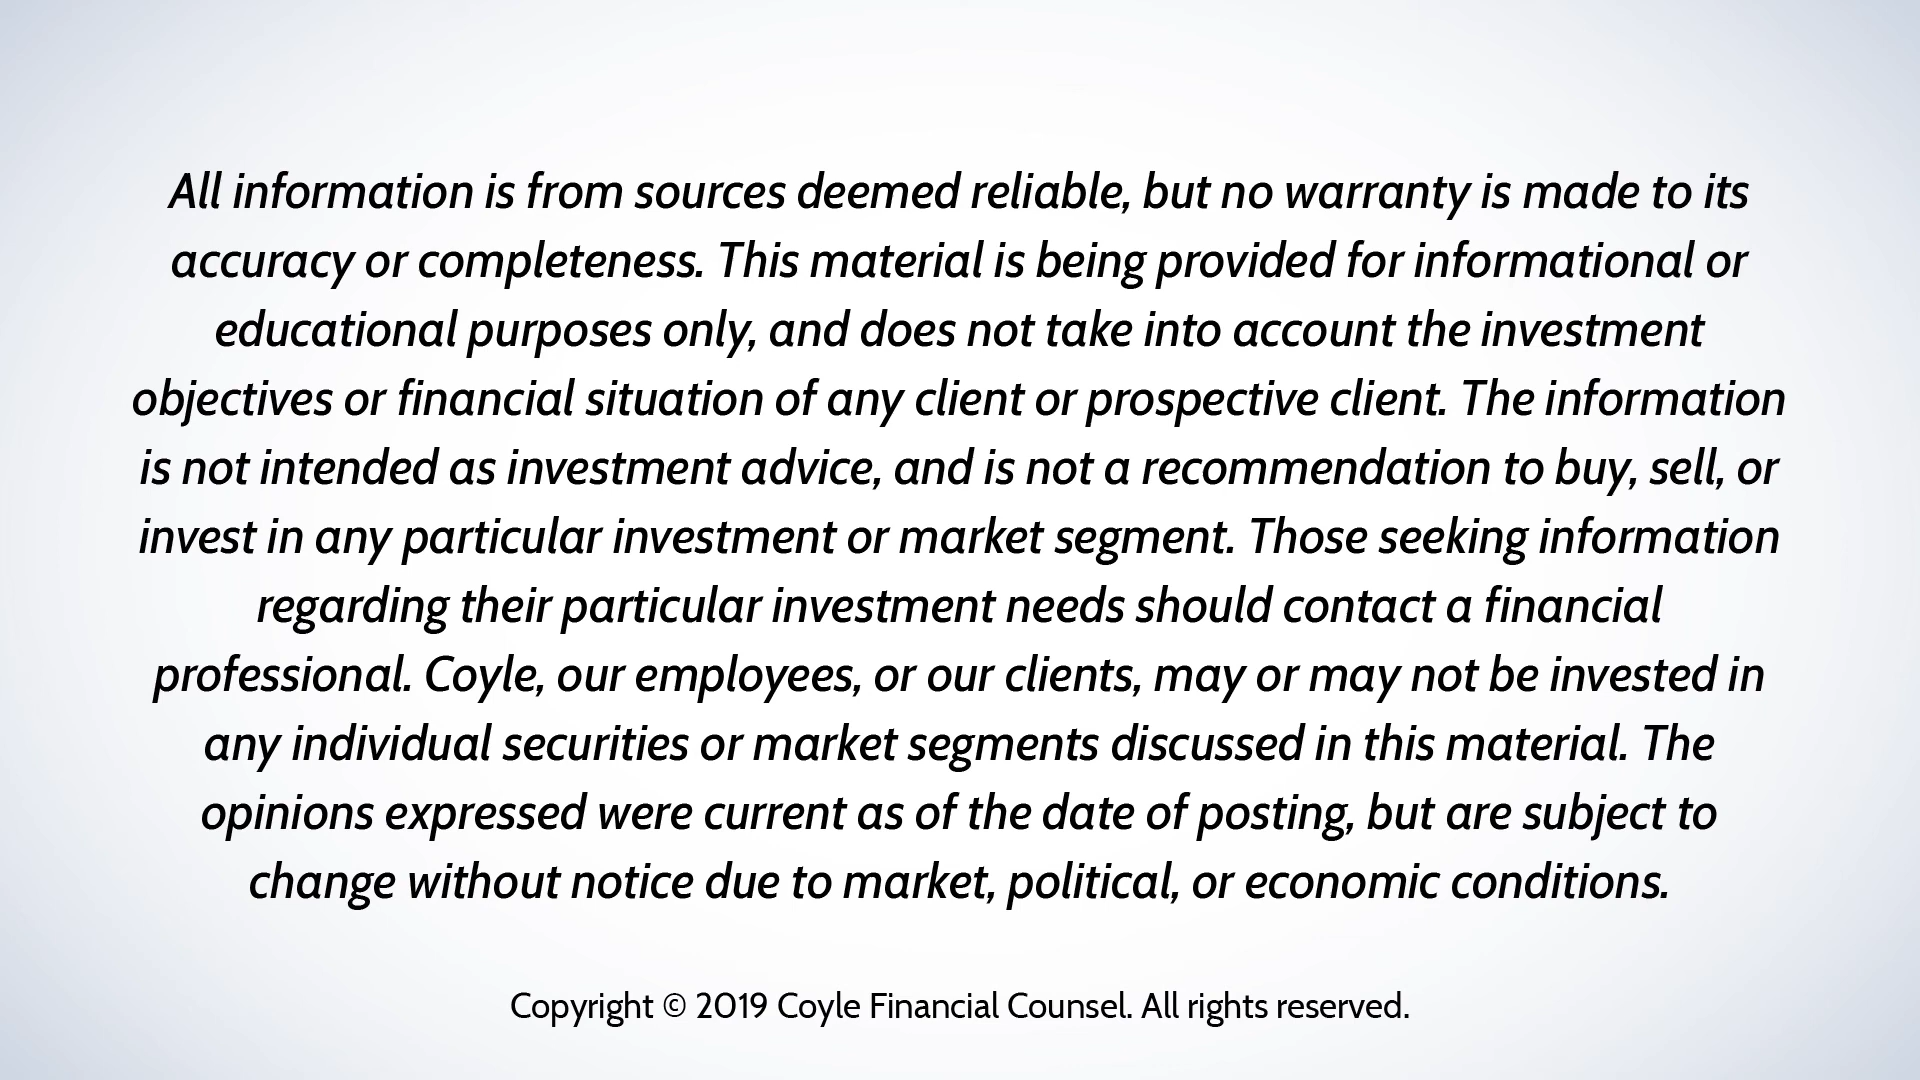 All information is from sources deemed reliable, but no warranty is made to its
accuracy or completeness. This material is being provided for informational or
educational purposes only, and does not take into account the investment
objectives or financial situation of any client or prospective client. The information
is not intended as investment advice, and is not a recommendation to buy, sell, or
invest in any particular investment or market segment. Those seeking information
regarding their particular investment needs should contact a financial
professional. Coyle, our employees, or our clients, may or may not be invested in
any individual securities or market segments discussed in this material. The
opinions expressed were current as of the date of posting, but are subject to
change without notice due to market, political, or economic conditions.
Copyright © 2019 Coyle Financial Counsel. All rights reserved.